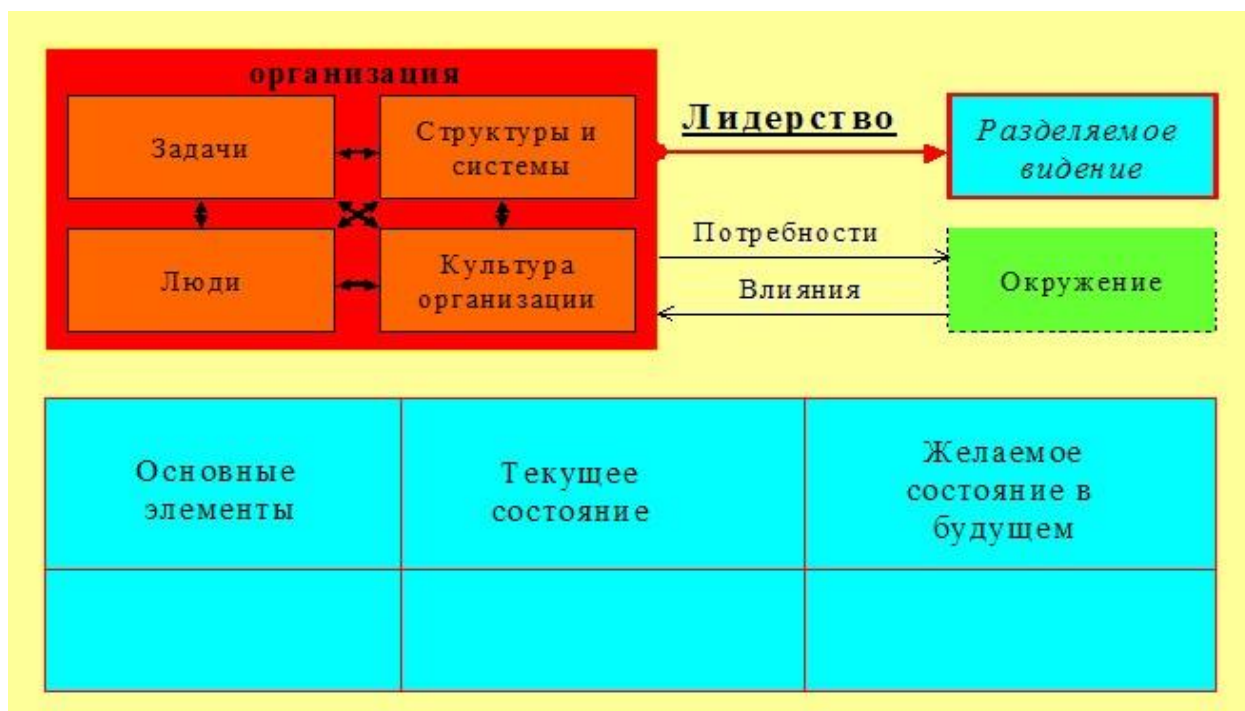 организация
Задачи
Структуры и
системы
Люди
Культура
организации
Лидерство
Разделяемое
видение
Потребности
Влияния
Окружение
Основные
элементы
Текущее
состояние
Желаемое
состояние в
будущем